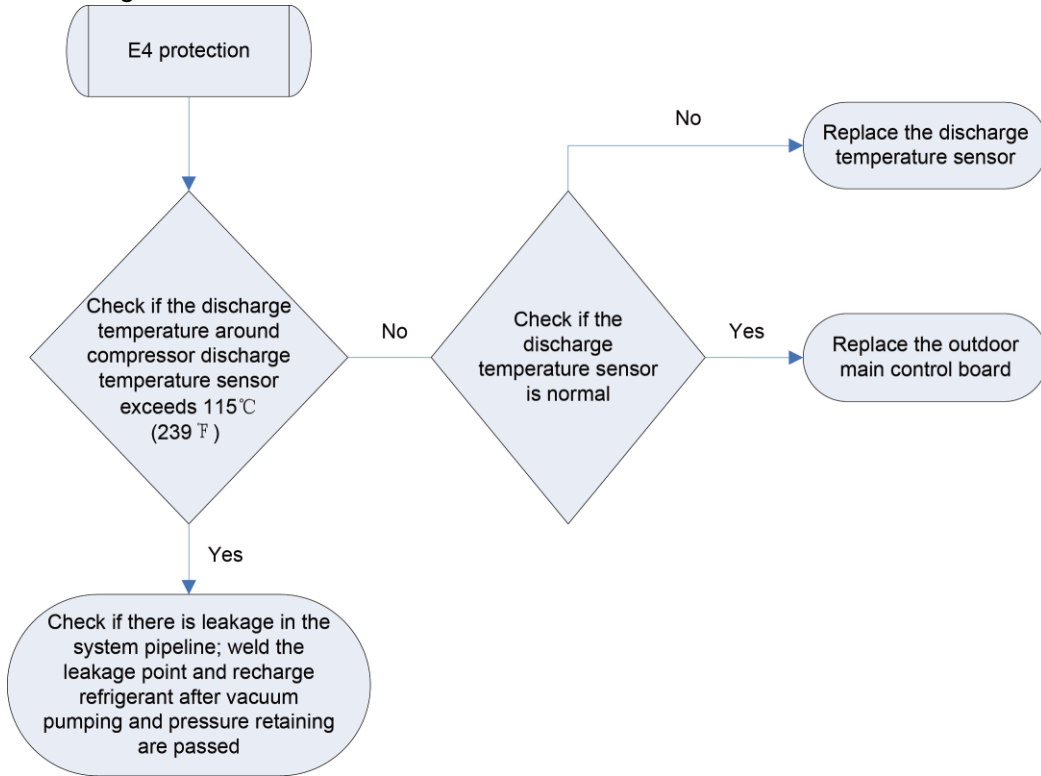 E4 protection
No
Replace the discharge
temperature sensor
Check if the discharge
temperature around
compressor discharge
temperature sensor
exceeds 115℃
(239 ℉)
No
Check if the
discharge
temperature sensor
is normal
Yes
Replace the outdoor
main control board
Yes
Check if there is leakage in the
system pipeline; weld the
leakage point and recharge
refrigerant after vacuum
pumping and pressure retaining
are passed